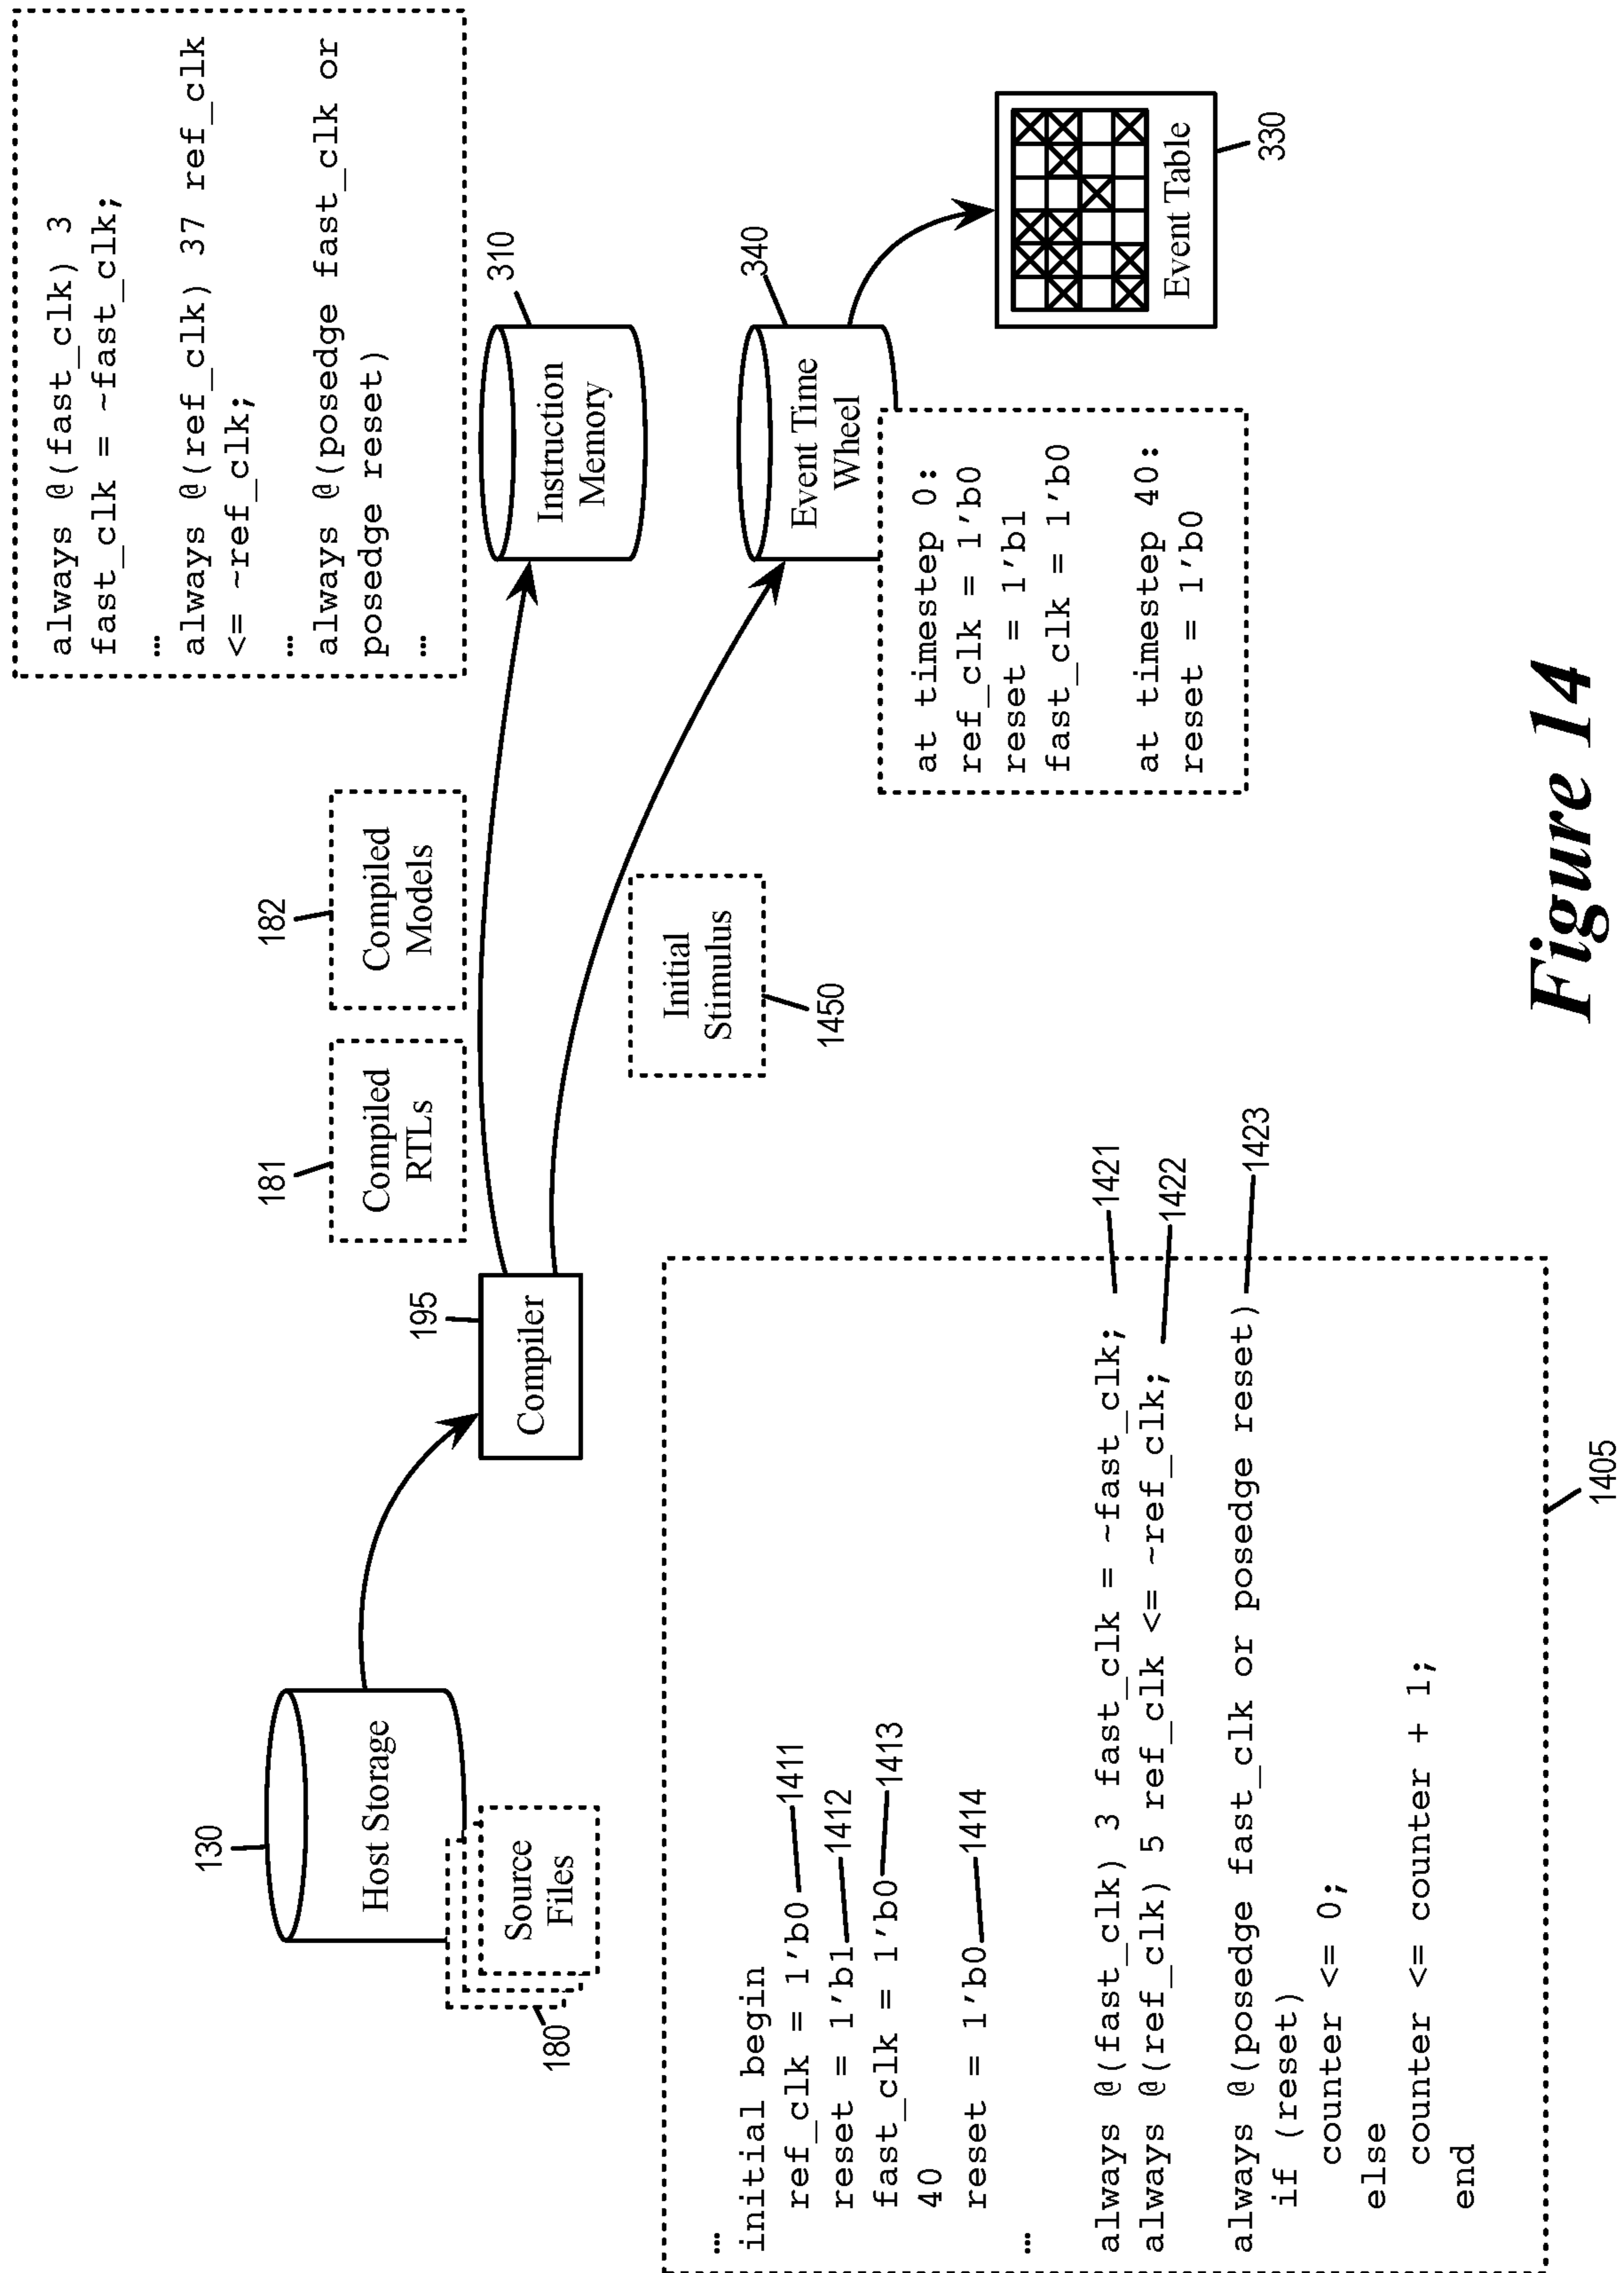 130
Host Storage
Source
Files
180
195
Compiler
181
Compiled
RTLs
182
Compiled
Models
always @(fast_clk) 3
fast_clk = ~fast_clk;
…
always @(ref_clk) 37 ref_clk
<= ~ref_clk;
…
always @(posedge fast_clk or
posedge reset)
…
310
Instruction
Memory
Initial
Stimulus
1450
340
Event Time
Wheel
at timestep 0:
ref_clk = 1'b0
reset = 1'b1
fast_clk = 1'b0
at timestep 40:
reset = 1'b0
Event Table
330
…
initial begin
ref_clk = 1'b0 1411
reset = 1'b1 1412
fast_clk = 1'b0 1413
40
reset = 1'b0 1414
…
always @(fast_clk) 3 fast_clk = ~fast_clk; 1421
always @(ref_clk) 5 ref_clk <= ~ref_clk; 1422
always @(posedge fast_clk or posedge reset) 1423
if (reset)
counter <= 0;
else
counter <= counter + 1;
end
1405
Figure 14